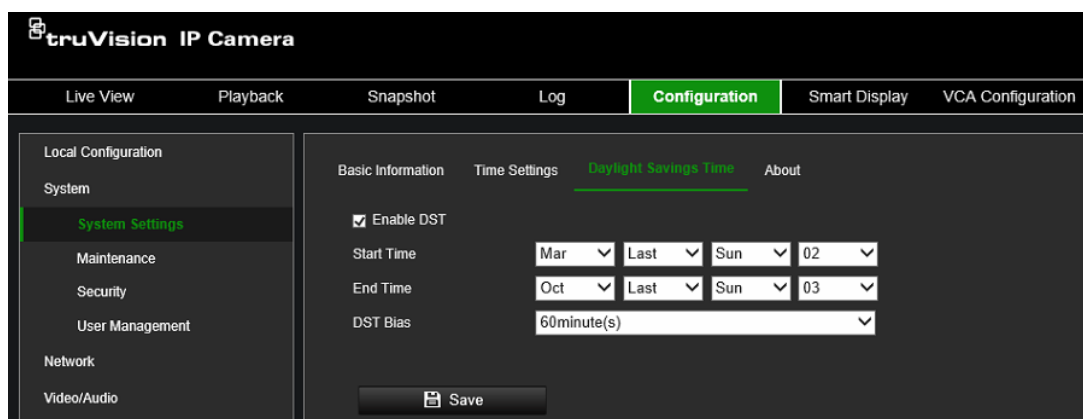 truVision IP Camera
Live View Playback Snapshot Log Configuration Smart Display VCA Configuration
Local Configuration
System
System Settings
Maintenance
Security
User Management
Network
Video/Audio
Basic Information Time Settings Daylight Savings Time About
Enable DST
Start Time Mar Last Sun 02
End Time Oct Last Sun 03
DST Bias 60minute(s)
Save